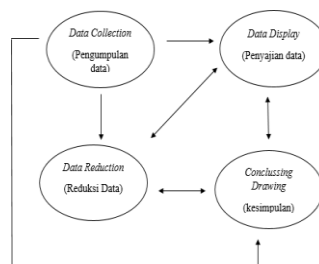 Data Collection
(Pengumpulan
data)
Data Display
(Penyajian data)
Data Reduction
(Reduksi Data)
Conclussing
Drawing
(kesimpulan)